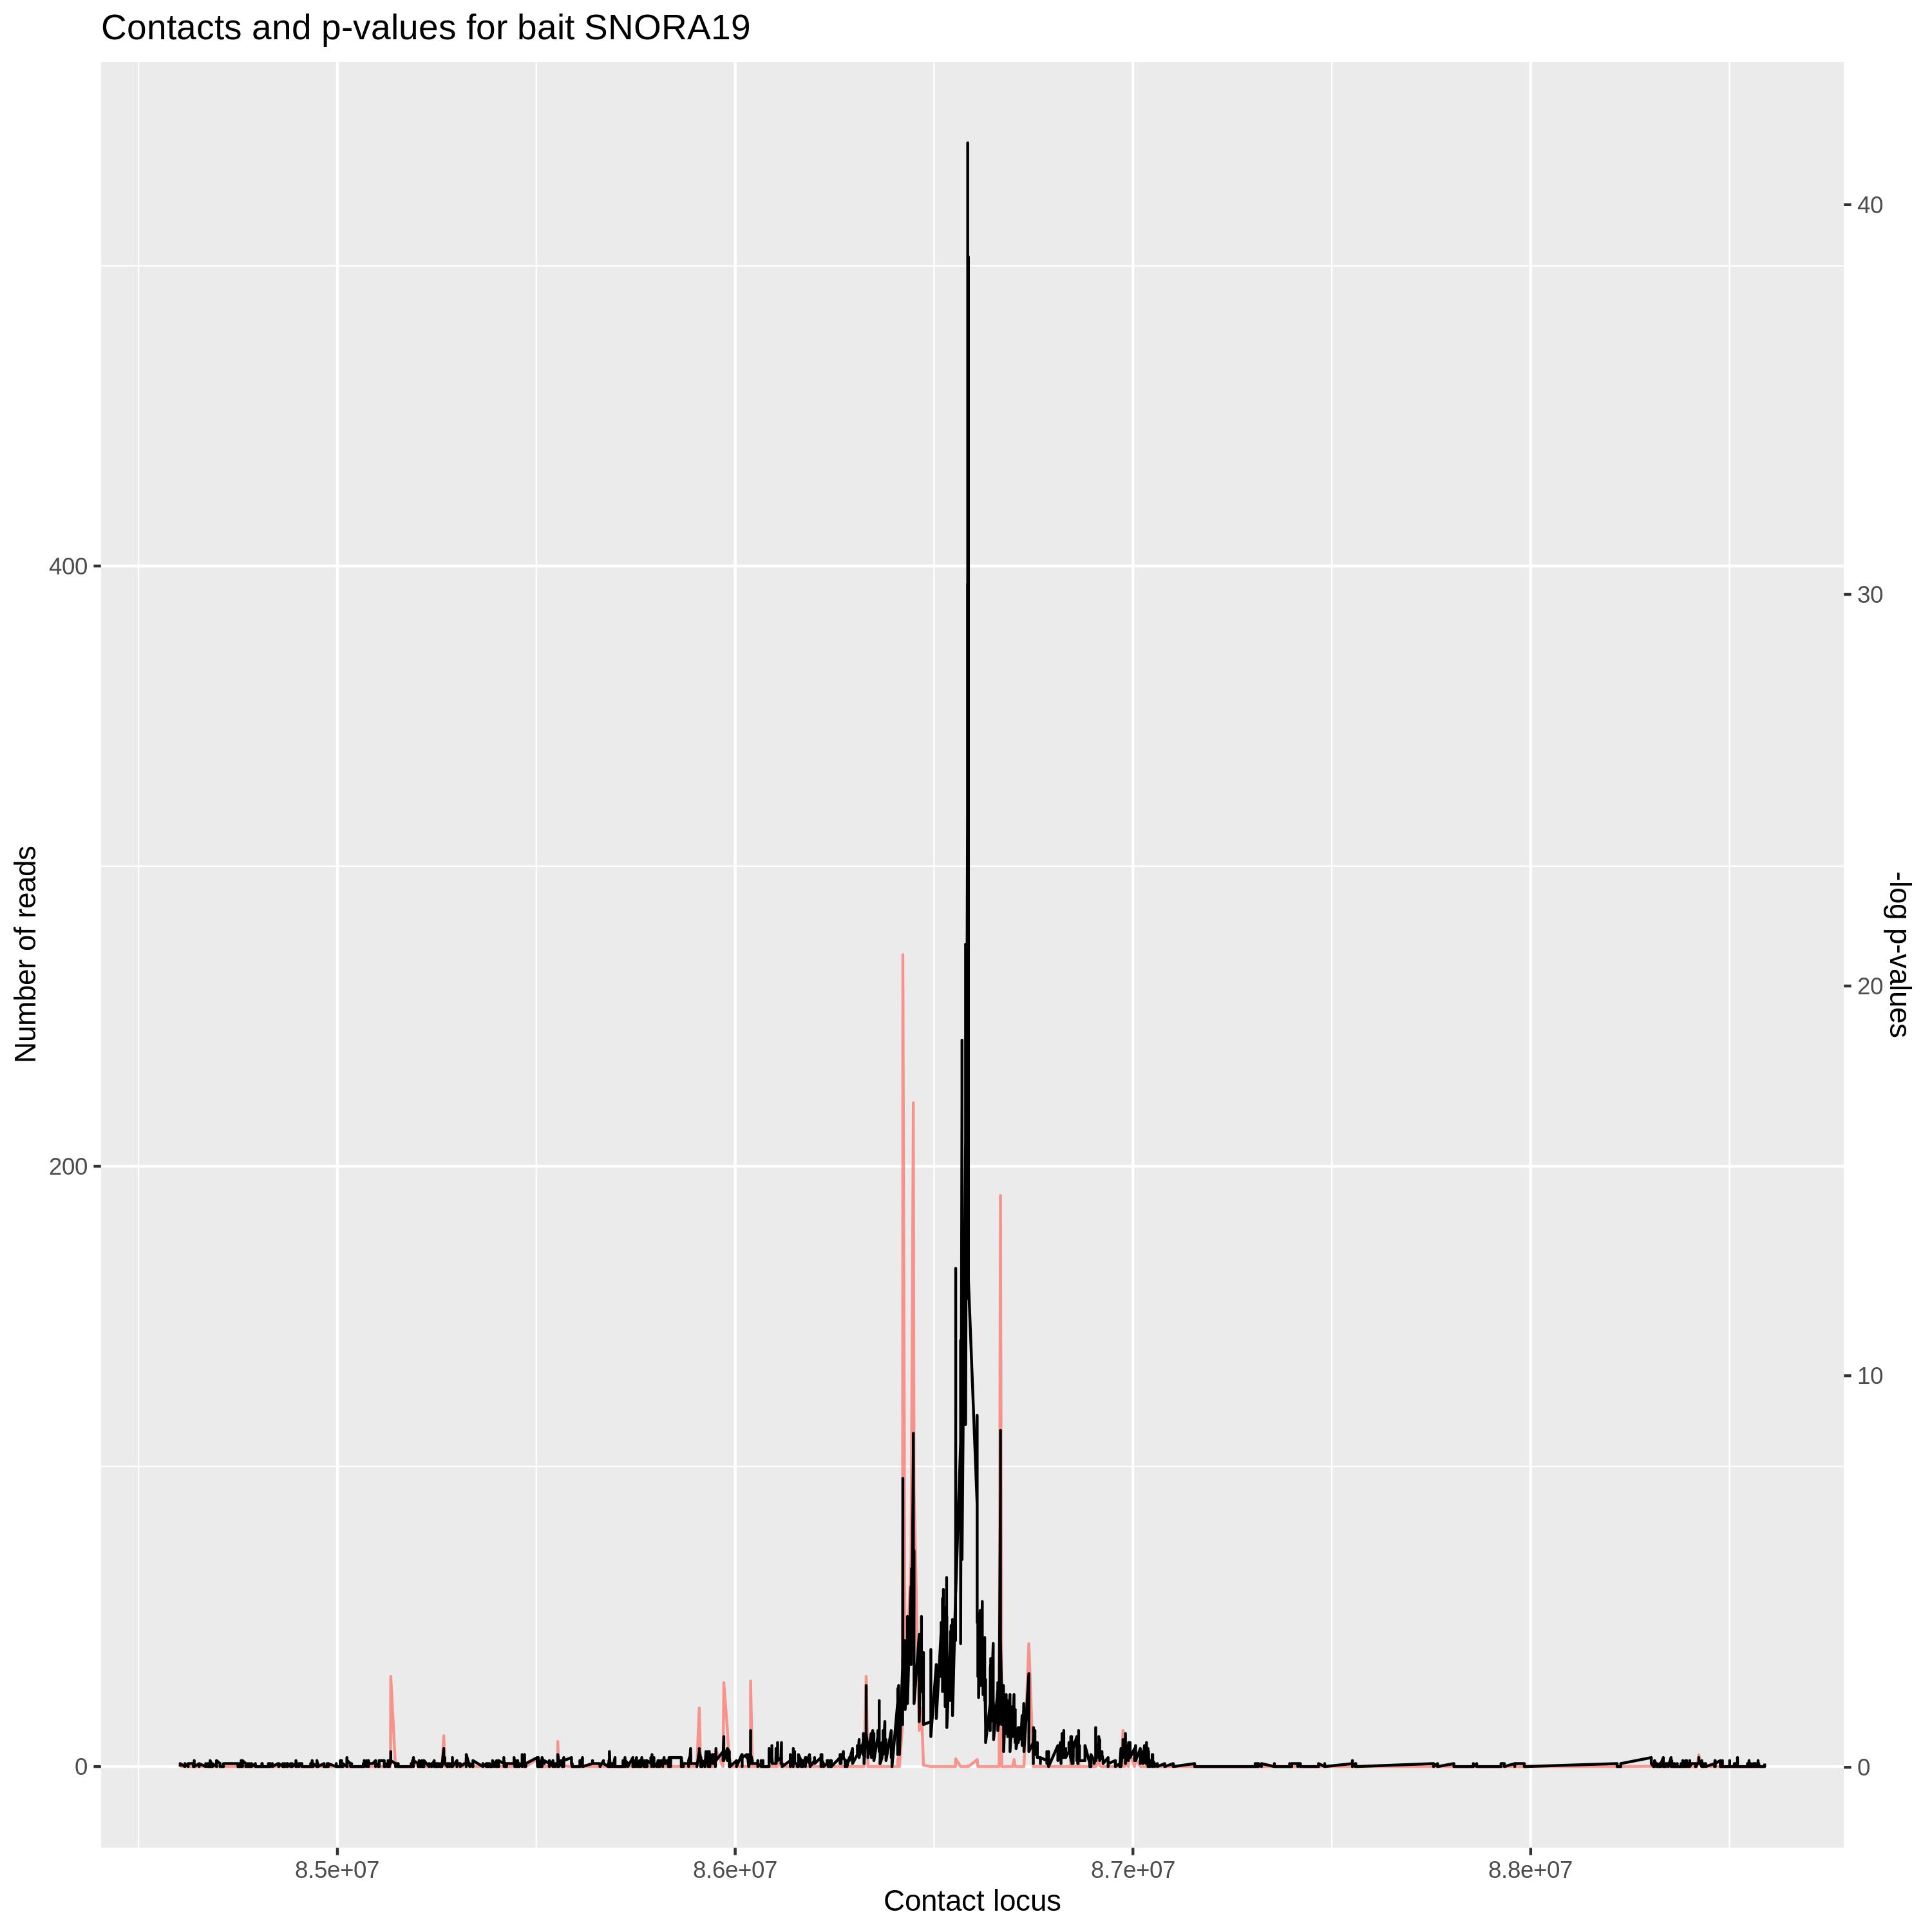 Contacts and p-values for bait SNORA19
Number of reads
400
200
0
40
30
20
10
0
-log p-values
8.5e+07
8.6e+07
8.7e+07
8.8e+07
Contact locus